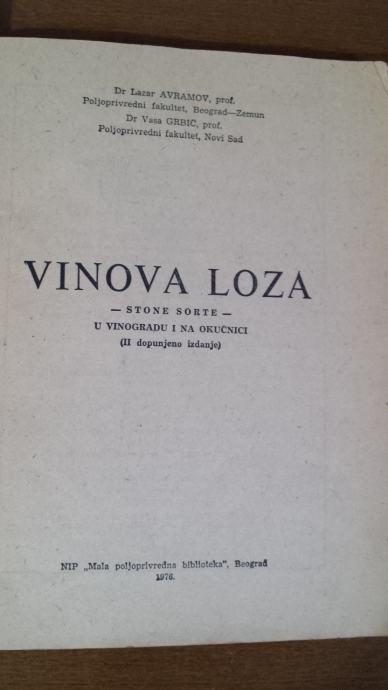 Dr Lazar AVRAMOV, prof.
Poljoprivredni fakultet, Beograd—Zemun
Dr Vasa GRBIC, prof.
Poljoprivredni fakultet, Novi Sad
VINOVA LOZA
— STONE SORTE —
U VINOGRADU I NA OKUĆNICI
(II dopunjeno izdanje)
NIP „Mala poljoprivredna biblioteka", Beograd
1976.